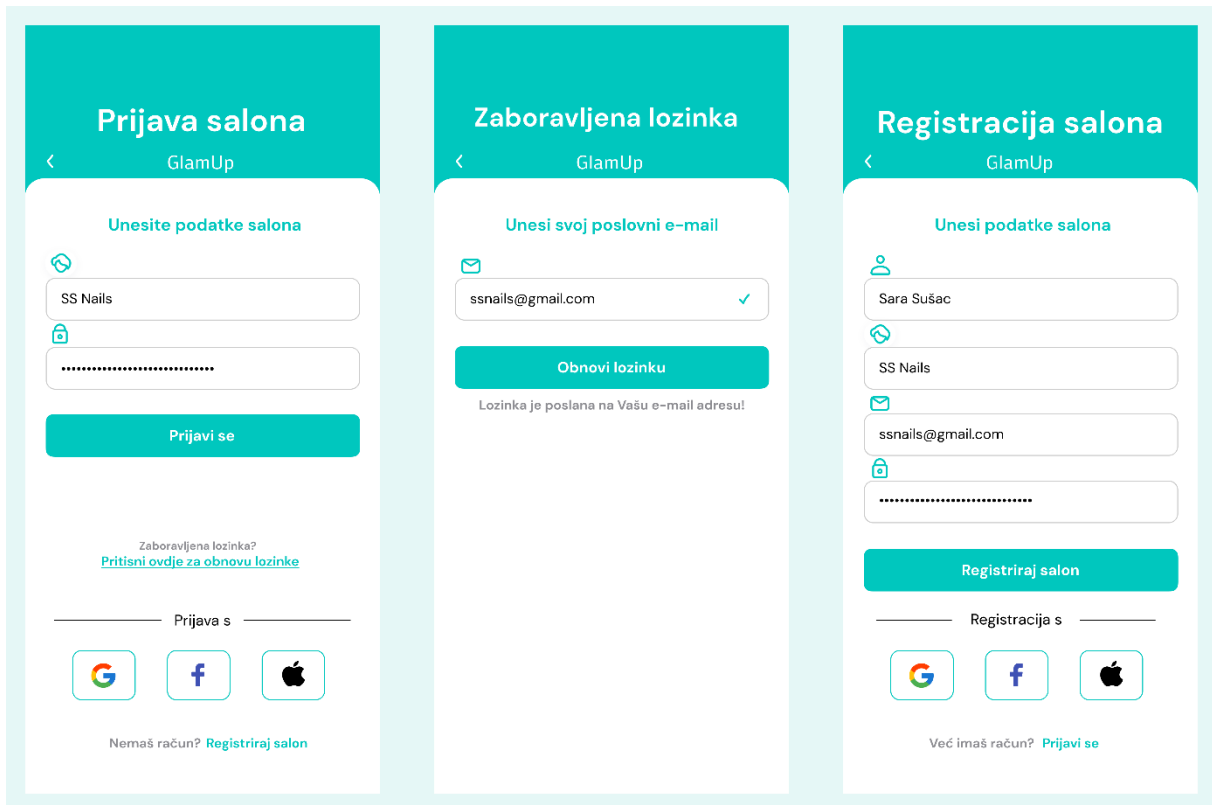 Prijava salona
GlamUp
Unesite podatke salona
SS Nails
••••••••••••••••••••••••••••••
Prijavi se
Zaboravljena lozinka?
Pritisni ovdje za obnovu lozinke
Prijava s
Nemaš račun? Registriraj salon
Zaboravljena lozinka
GlamUp
Unesi svoj poslovni e-mail
ssnails@gmail.com
Obnovi lozinku
Lozinka je poslana na Vašu e-mail adresu!
Registracija salona
GlamUp
Unesi podatke salona
Sara Sušac
SS Nails
ssnails@gmail.com
••••••••••••••••••••••••••••••
Registriraj salon
Registracija s
Već imaš račun? Prijavi se